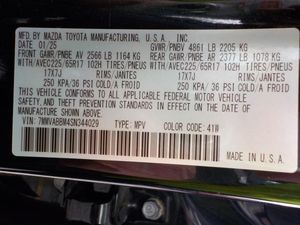 MFD BY MAZDA TOYOTA MANUFACTURING, U.S.A., INC.
DATE: 01/25 GVWR/PNBV 4861 LB 2205 KG
GAWR FRONT/PNBE AV 2566 LB 1164 KG GAWR REAR/PNBE AR 2377 LB 1078 KG
WITH/AVEC225/65R17 102H TIRES/PNEUS WITH/AVEC225/65R17 102H TIRES/PNEUS
17X7J RIMS/JANTES 17X7J RIMS/JANTES
250 KPA/36 PSI COLD/A FROID 250 KPA/36 PSI COLD/A FROID
THIS VEHICLE CONFORMS TO ALL APPLICABLE FEDERAL MOTOR
VEHICLE SAFETY AND BUMPER STANDARDS IN EFFECT ON THE DATE
OF MANUFACTURE SHOWN ABOVE.
VIN: 7MMVABBM4SN344029 TYPE: MPV COLOR CODE: 41W
MADE IN U.S.A.